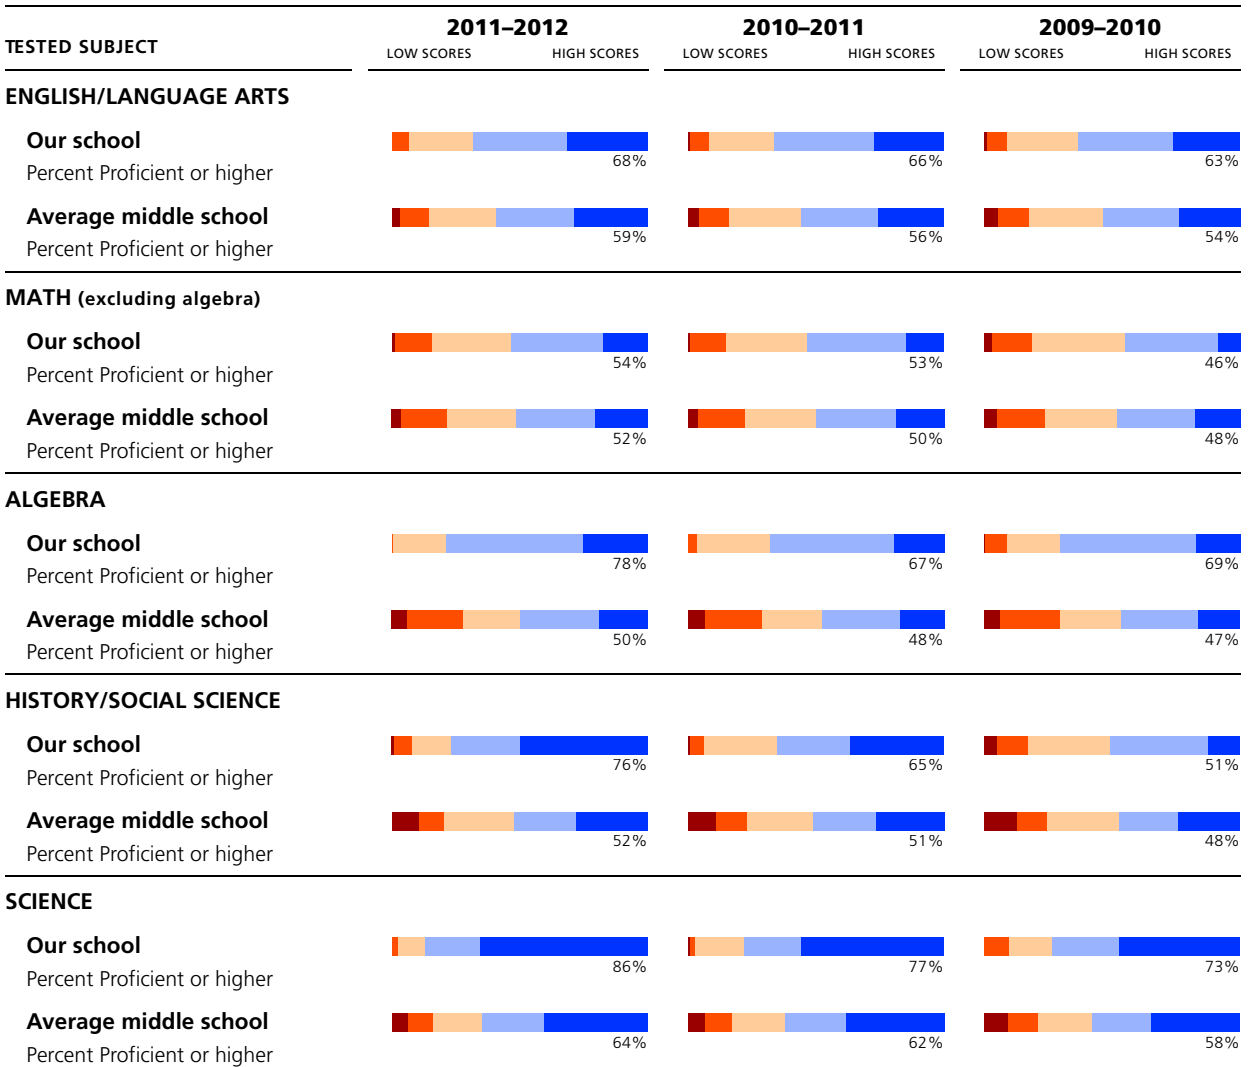 2011–2012 2010–2011 2009–2010
TESTED SUBJECT LOW SCORES HIGH SCORES LOW SCORES HIGH SCORES LOW SCORES HIGH SCORES
ENGLISH/LANGUAGE ARTS
Our school
Percent Proficient or higher 68% 66% 63%
Average middle school
Percent Proficient or higher 59% 56% 54%
MATH (excluding algebra)
Our school
Percent Proficient or higher 54% 53% 46%
Average middle school
Percent Proficient or higher 52% 50% 48%
ALGEBRA
Our school
Percent Proficient or higher 78% 67% 69%
Average middle school
Percent Proficient or higher 50% 48% 47%
HISTORY/SOCIAL SCIENCE
Our school
Percent Proficient or higher 76% 65% 51%
Average middle school
Percent Proficient or higher 52% 51% 48%
SCIENCE
Our school
Percent Proficient or higher 86% 77% 73%
Average middle school
Percent Proficient or higher 64% 62% 58%